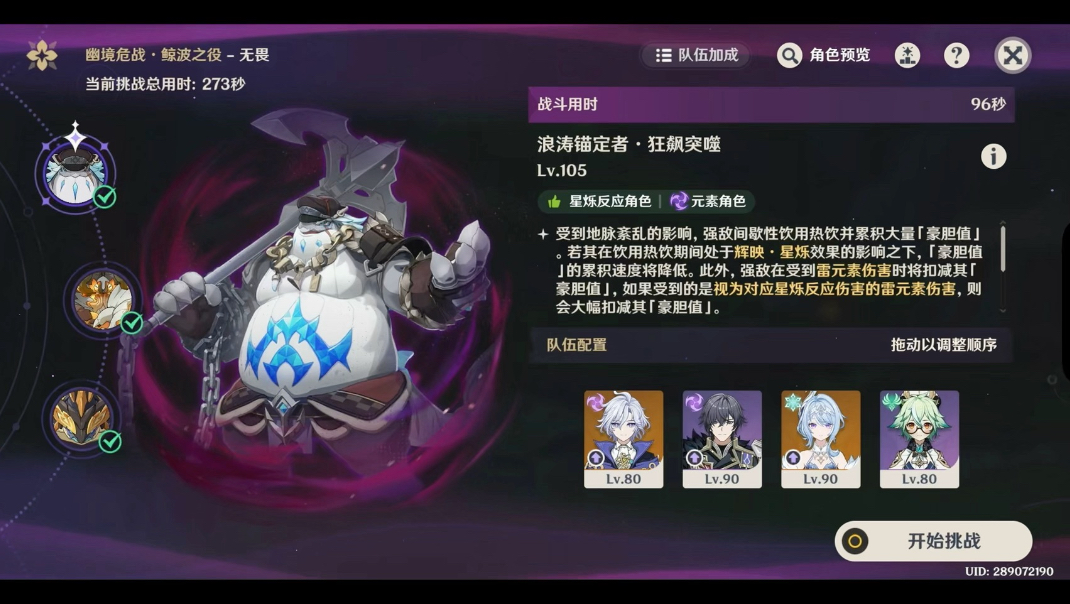 幽境危战·鲸波之役 – 无畏
队伍加成
角色预览
?
当前挑战总用时: 273秒
战斗用时
96秒
浪涛锚定者·狂飙突噬
Lv.105
星烁反应角色 | 元素角色
受到地脉紊乱的影响, 强敌间歇性饮用热饮并累积大量「豪胆值」
。若其在饮用热饮期间处于辉映·星烁效果的影响之下, 「豪胆值
」的累积速度将降低。此外, 强敌在受到雷元素伤害时将扣减其「
豪胆值」, 如果受到的是视为对应星烁反应伤害的雷元素伤害, 则
会大幅扣减其「豪胆值」。
队伍配置
拖动以调整顺序
Lv.80
Lv.90
Lv.90
Lv.80
开始挑战
UID: 289072190